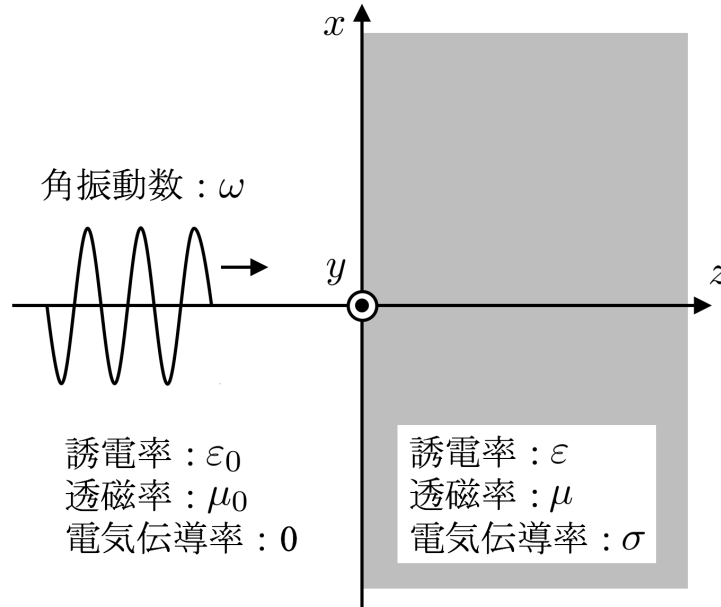 x
角振動数 : ω
y
z
誘電率 : ε₀
透磁率 : μ₀
電気伝導率 : 0
誘電率 : ε
透磁率 : μ
電気伝導率 : σ